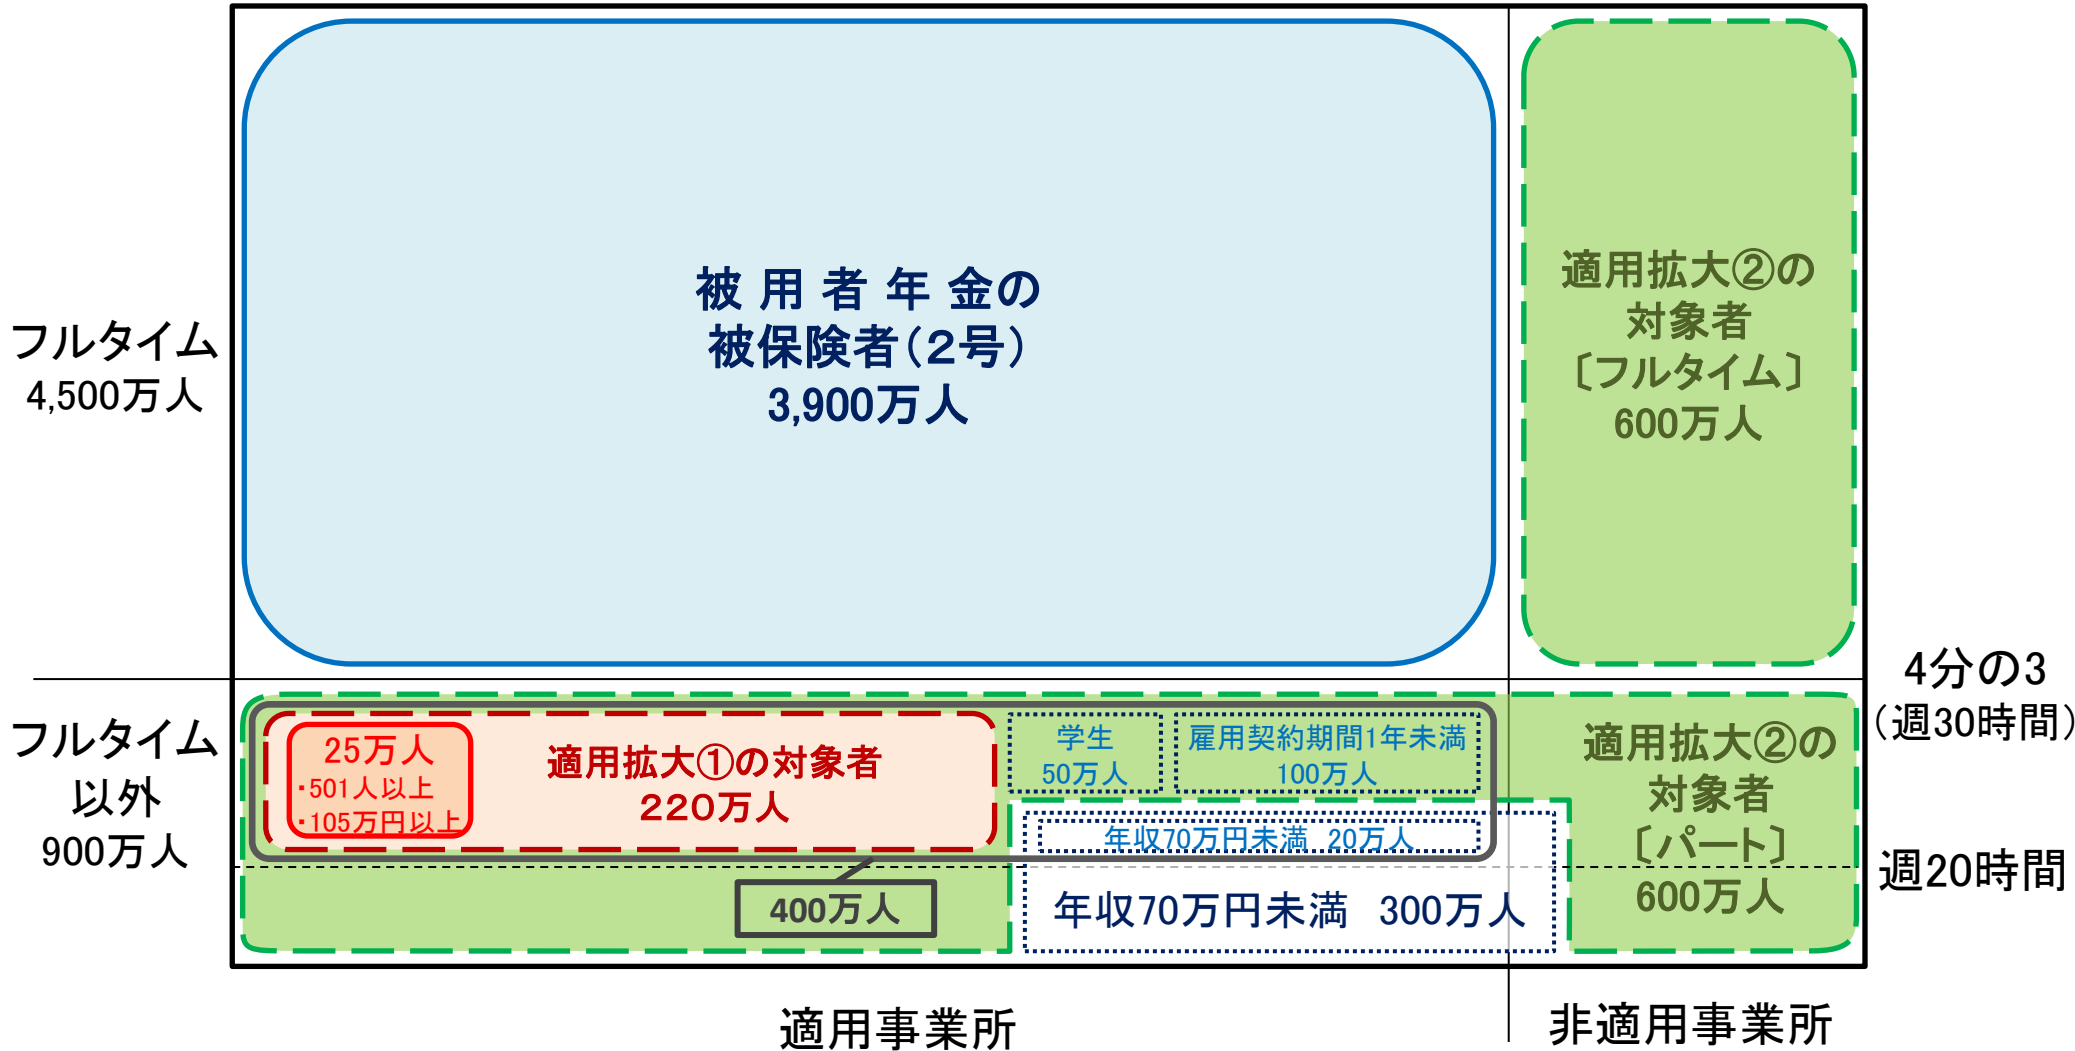 フルタイム
4,500万人
被用者年金の
被保険者(2号)
3,900万人
適用拡大②の
対象者
〔フルタイム〕
600万人
4分の3
(週30時間)
フルタイム
以外
900万人
25万人
・501人以上
・105万円以上
適用拡大①の対象者
220万人
学生
50万人
雇用契約期間1年未満
100万人
年収70万円未満 20万人
適用拡大②の
対象者
〔パート〕
600万人
週20時間
400万人
年収70万円未満 300万人
適用事業所
非適用事業所